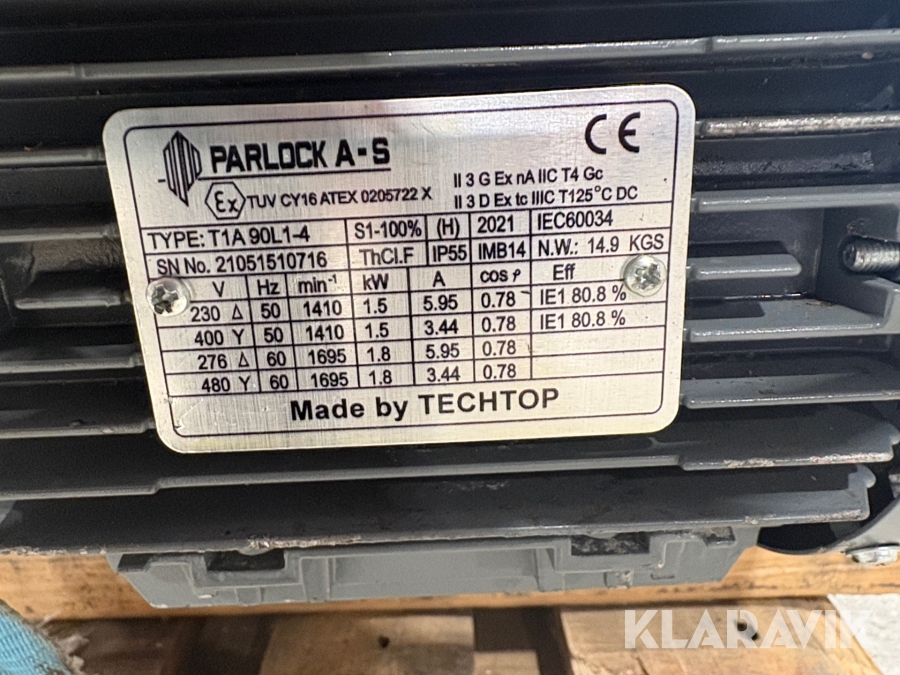 PARLOCK A-S
CE
Ex TUV CY16 ATEX 0205722 X
II 3 G Ex nA IIC T4 Gc
II 3 D Ex tc IIIC T125°C DC
TYPE: T1A 90L1-4 S1-100% (H) 2021 IEC60034
SN No. 21051510716 ThCl.F IP55 IMB14 N.W.: 14.9 KGS
V Hz min⁻¹ kW A cos φ Eff
230 Δ 50 1410 1.5 5.95 0.78 IE1 80.8 %
400 Y 50 1410 1.5 3.44 0.78 IE1 80.8 %
276 Δ 60 1695 1.8 5.95 0.78
480 Y 60 1695 1.8 3.44 0.78
Made by TECHTOP
KLARAVIK